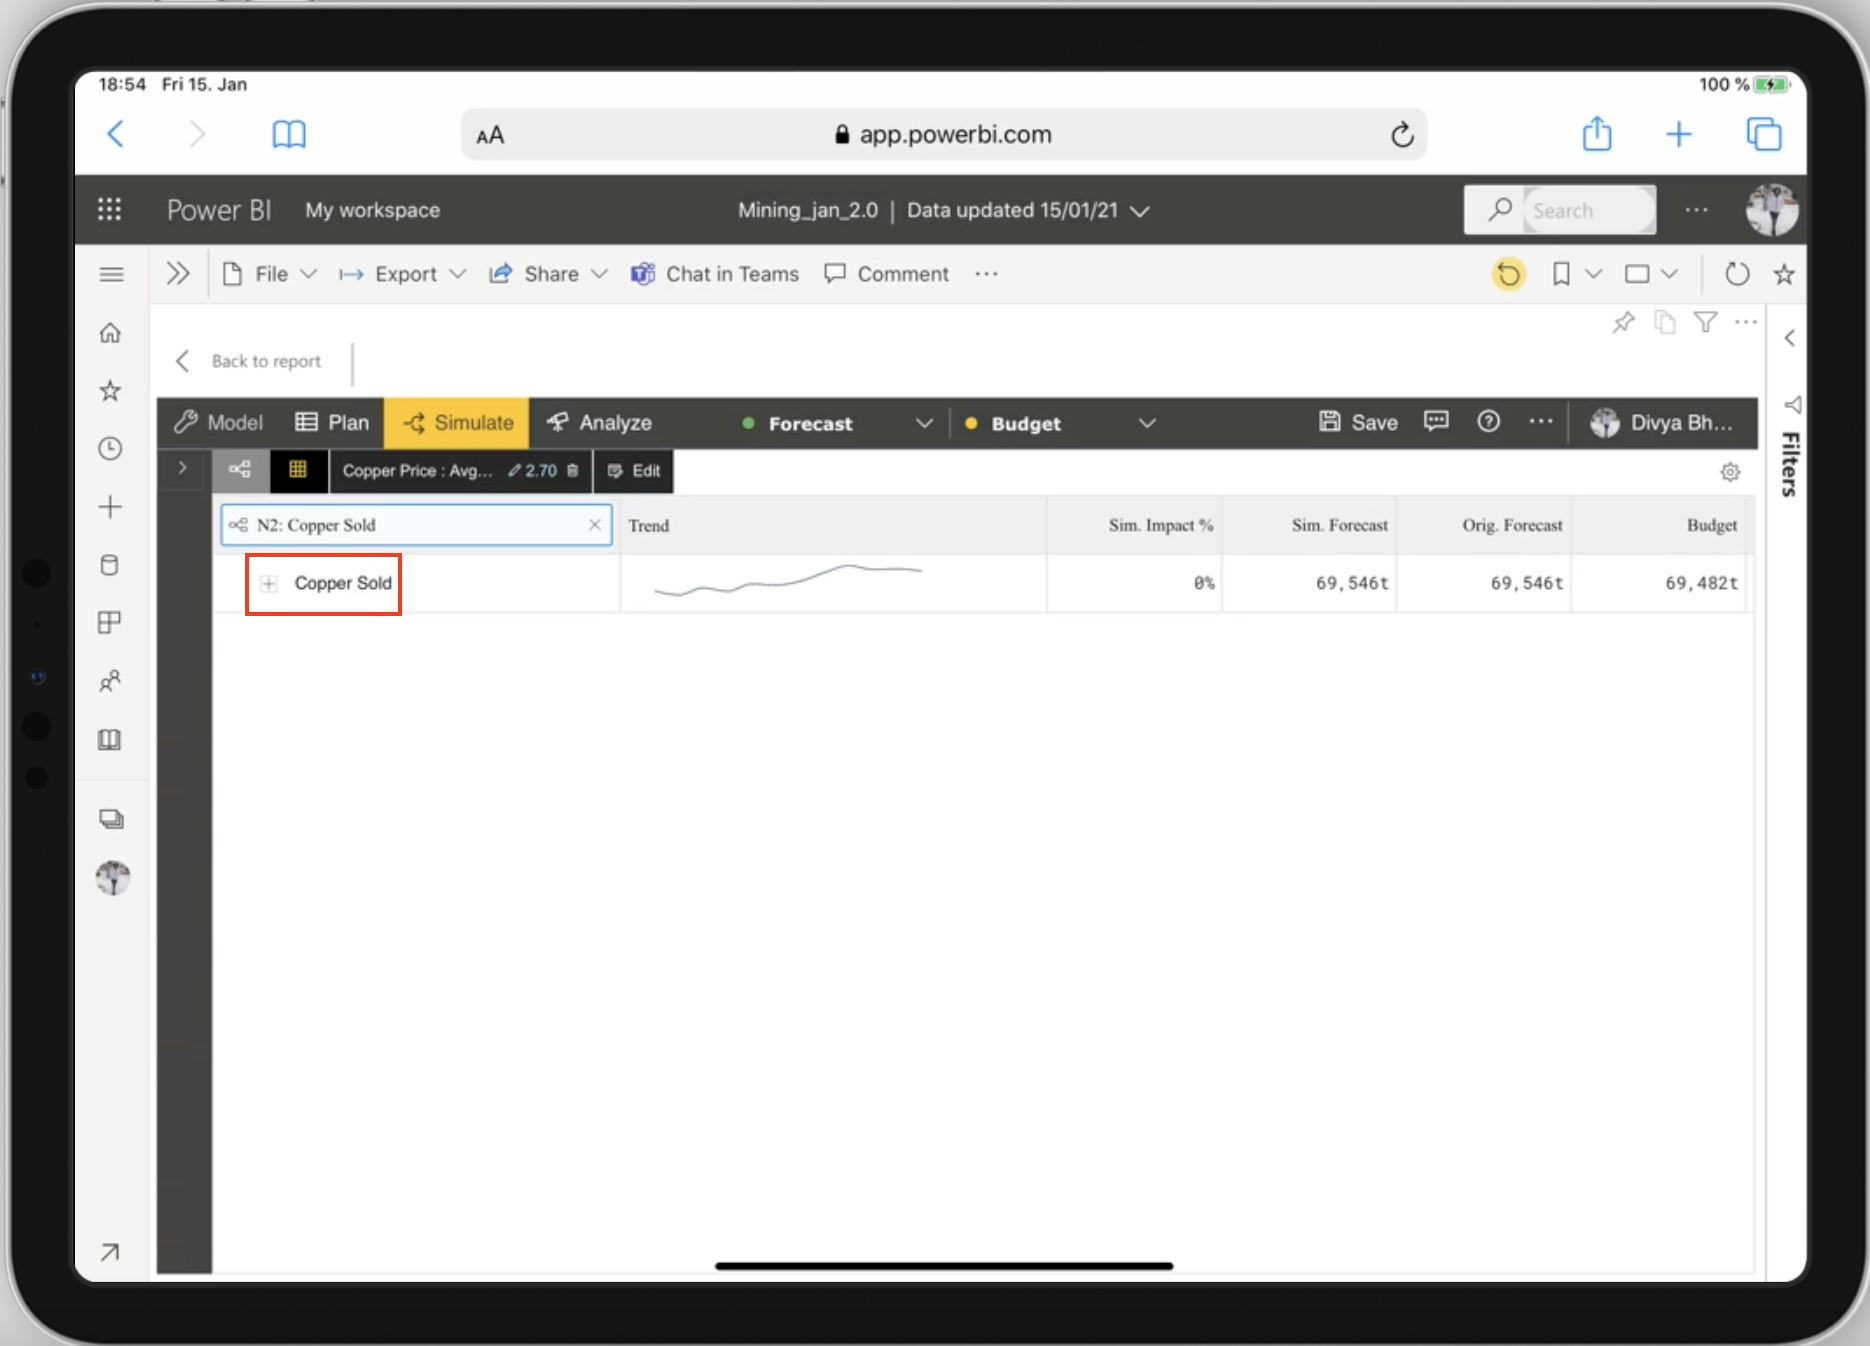 18:54 Fri 15. Jan
100 %
AA
app.powerbi.com
Power BI My workspace
Mining_jan_2.0 | Data updated 15/01/21
Search
File Export Share Chat in Teams Comment ...
Back to report
Filters
Model Plan Simulate Analyze Forecast Budget Save Divya Bh...
Copper Price : Avg... 2.70 Edit
N2: Copper Sold Trend Sim. Impact % Sim. Forecast Orig. Forecast Budget
Copper Sold 0% 69,546t 69,546t 69,482t